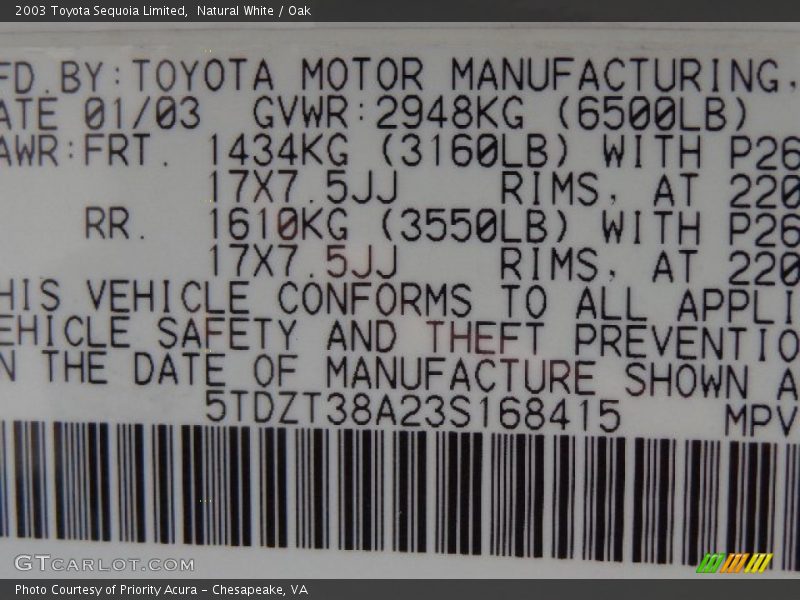 2003 Toyota Sequoia Limited, Natural White / Oak
FD.BY:TOYOTA MOTOR MANUFACTURING,
ATE 01/03 GVWR:2948KG (6500LB)
AWR:FRT. 1434KG (3160LB) WITH P26
17X7.5JJ RIMS, AT 220
RR. 1610KG (3550LB) WITH P26
17X7.5JJ RIMS, AT 220
HIS VEHICLE CONFORMS TO ALL APPLI
EHICLE SAFETY AND THEFT PREVENTIO
N THE DATE OF MANUFACTURE SHOWN A
5TDZT38A23S168415 MPV
GTCARLOT.COM
Photo Courtesy of Priority Acura - Chesapeake, VA